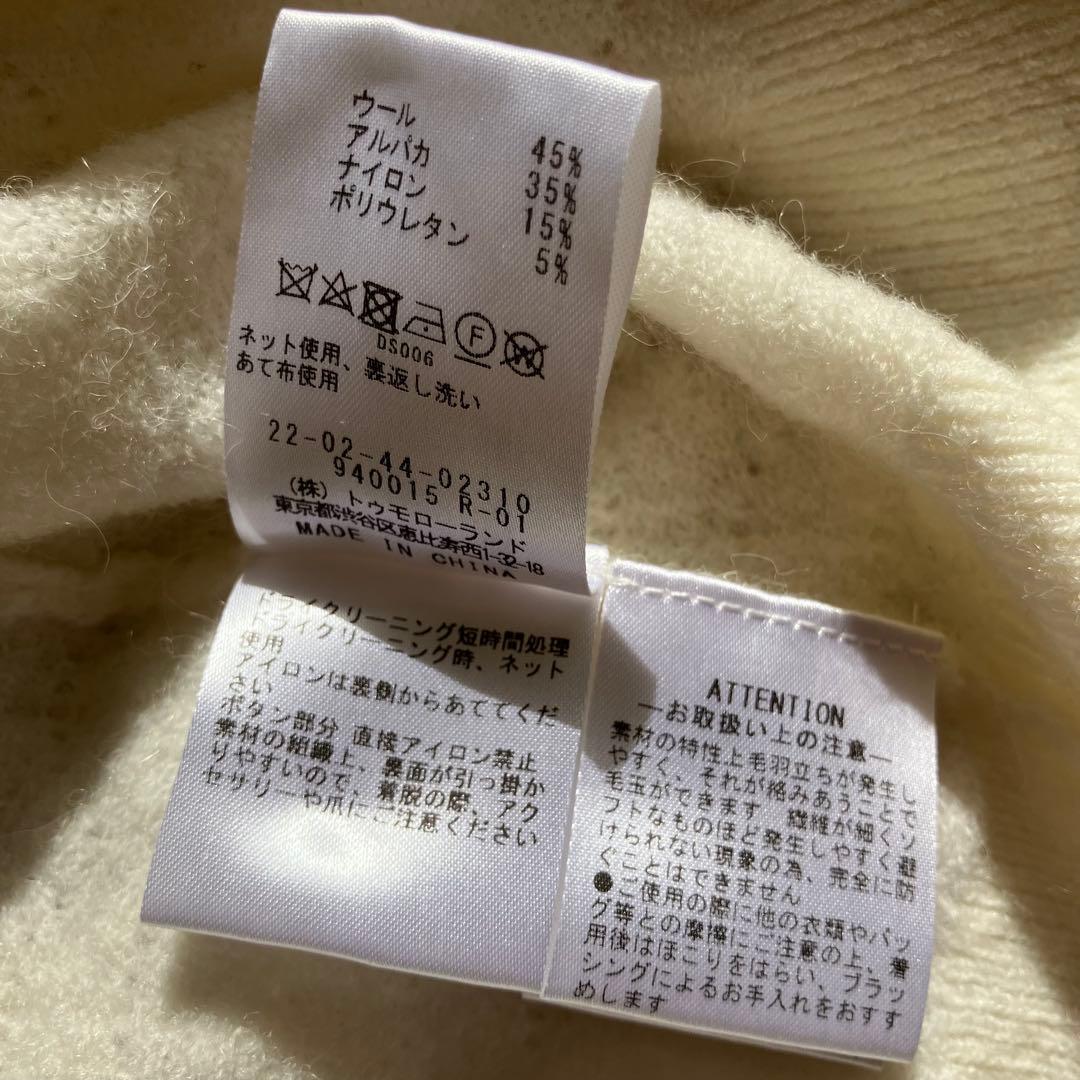 ウール 45%
アルパカ 35%
ナイロン 15%
ポリウレタン 5%
F
W
DS006
ネット使用、裏返し洗い
あて布使用
22-02-44-02310
940015 R-01
(株) トゥモローランド
東京都渋谷区恵比寿西1-32-18
MADE IN CHINA
ドライクリーニング短時間処理
ドライクリーニング時、ネット
使用
アイロンは裏側からあててくだ
さい
ボタン部分 直接アイロン禁止
素材の組織上、裏面が引っ掛か
りやすいので、着脱の際、アク
セサリーや爪にご注意ください
ATTENTION
―お取扱い上の注意―
素材の特性上毛羽立ちが発生し
やすく、それが絡みあうことで
毛玉ができます 繊維が細くソ
フトなものほど発生しやすく避
けられない現象の為、完全に防
ぐことはできません
●ご使用の際に他の衣類やバッ
グ等との摩擦にご注意の上、着
用後はほこりをはらい、ブラッ
シングによるお手入れをおすす
めします